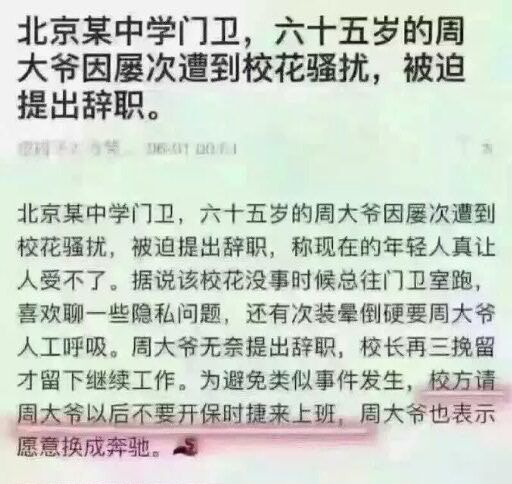 北京某中学门卫，六十五岁的周
大爷因屡次遭到校花骚扰，被迫
提出辞职。
北京某中学门卫，六十五岁的周大爷因屡次遭到
校花骚扰，被迫提出辞职，称现在的年轻人真让
人受不了。据说该校花没事时候总往门卫室跑，
喜欢聊一些隐私问题，还有次装晕倒硬要周大爷
人工呼吸。周大爷无奈提出辞职，校长再三挽留
才留下继续工作。为避免类似事件发生，校方请
周大爷以后不要开保时捷来上班，周大爷也表示
愿意换成奔驰。